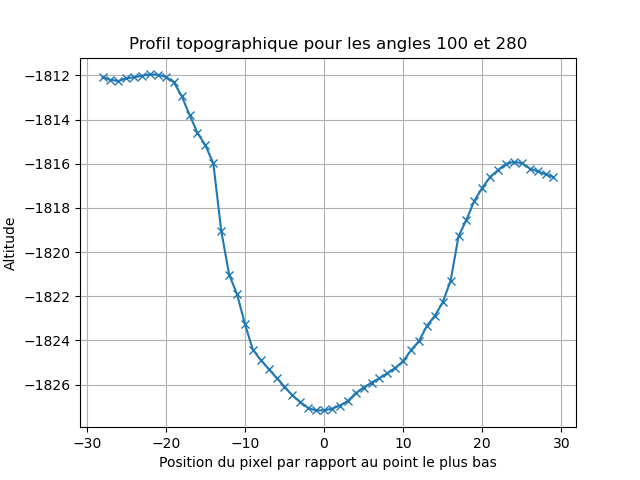 Profil topographique pour les angles 100 et 280
Altitude
−1812
−1814
−1816
−1818
−1820
−1822
−1824
−1826
−30 −20 −10 0 10 20 30
Position du pixel par rapport au point le plus bas